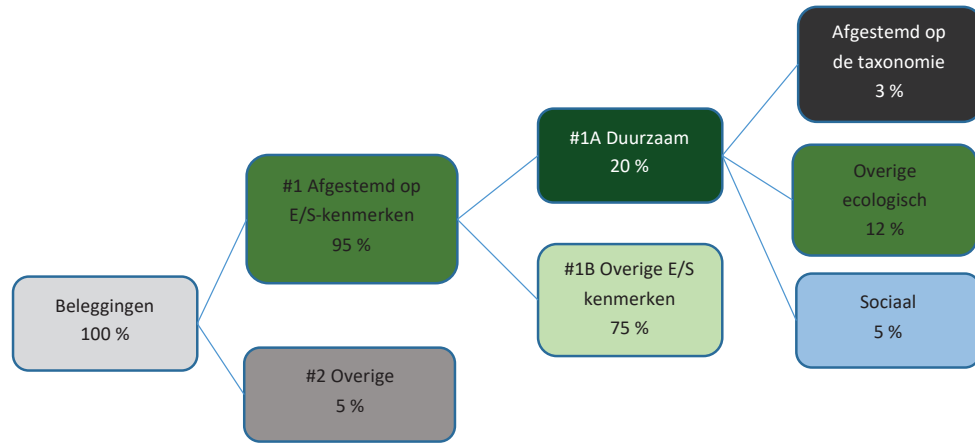 Beleggingen
100 %
#1 Afgestemd op
E/S-kenmerken
95 %
#2 Overige
5 %
#1A Duurzaam
20 %
#1B Overige E/S
kenmerken
75 %
Afgestemd op
de taxonomie
3 %
Overige
ecologisch
12 %
Sociaal
5 %